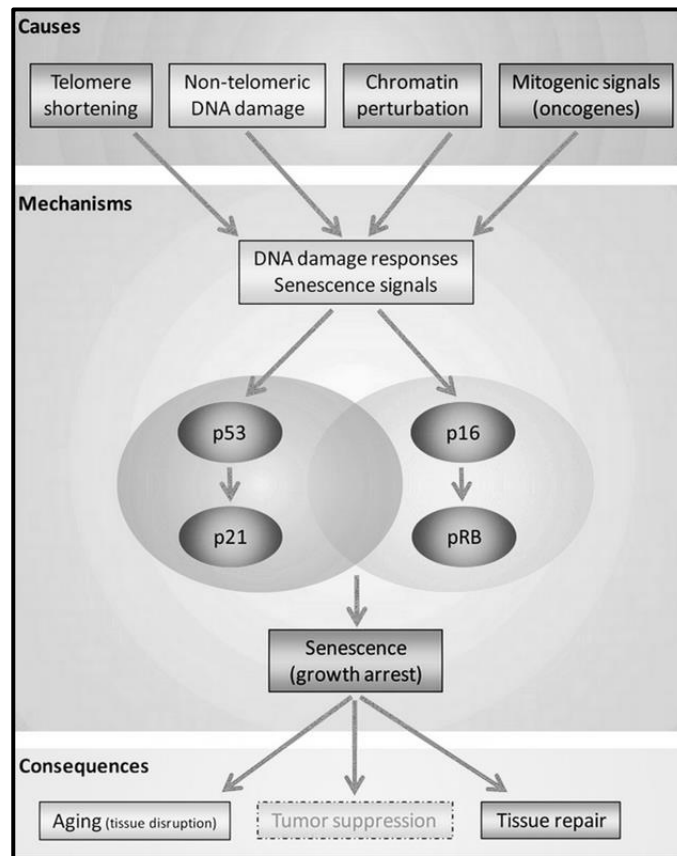 Causes
Telomere
shortening
Non-telomeric
DNA damage
Chromatin
perturbation
Mitogenic signals
(oncogenes)
Mechanisms
DNA damage responses
Senescence signals
p53
p16
p21
pRB
Senescence
(growth arrest)
Consequences
Aging (tissue disruption)
Tumor suppression
Tissue repair